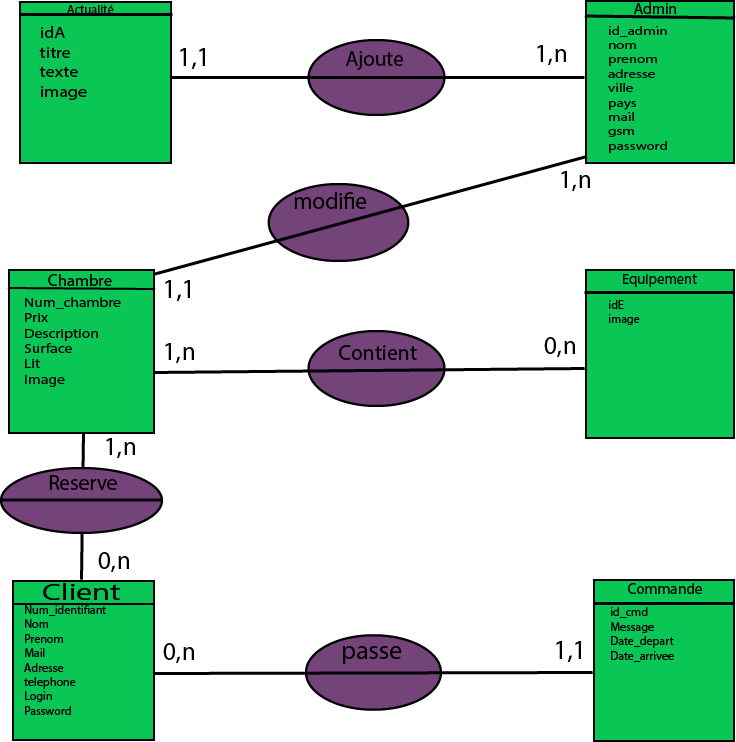 Actualité
idA
titre
texte
image
1,1
Ajoute
1,n
Admin
id_admin
nom
prenom
adresse
ville
pays
mail
gsm
password
1,n
modifie
1,1
Chambre
Num_chambre
Prix
Description
Surface
Lit
Image
1,n
Contient
0,n
Equipement
idE
image
1,n
Reserve
0,n
Client
Num_identifiant
Nom
Prenom
Mail
Adresse
telephone
Login
Password
0,n
passe
1,1
Commande
id_cmd
Message
Date_depart
Date_arrivee